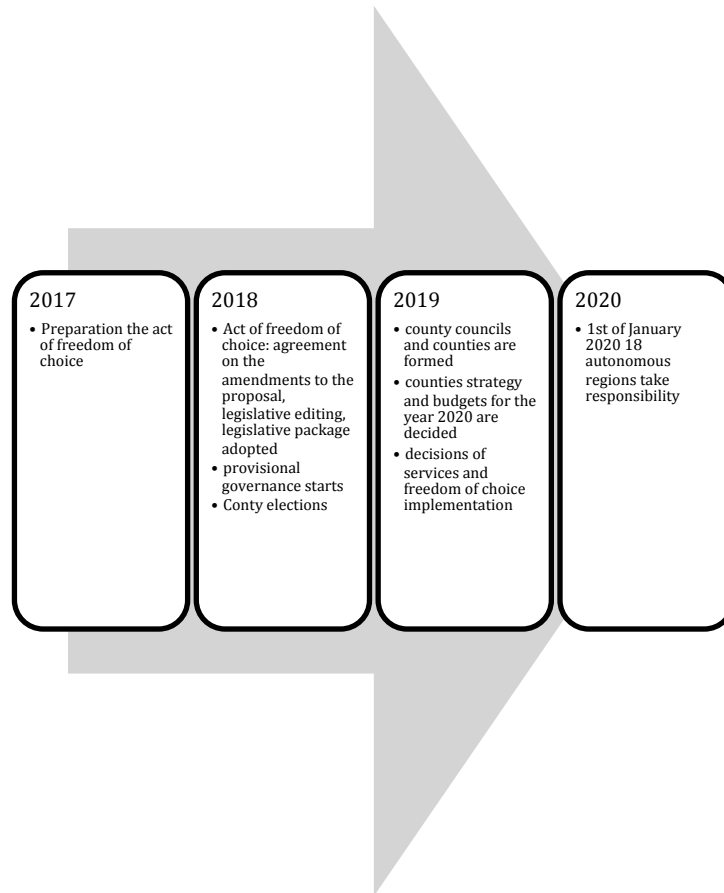 2017
• Preparation the act
of freedom of
choice
2018
• Act of freedom of
choice: agreement
on the
amendments to the
proposal,
legislative editing,
legislative package
adopted
• provisional
governance starts
• Conty elections
2019
• county councils
and counties are
formed
• counties strategy
and budgets for the
year 2020 are
decided
• decisions of
services and
freedom of choice
implementation
2020
• 1st of January
2020 18
autonomous
regions take
responsibility